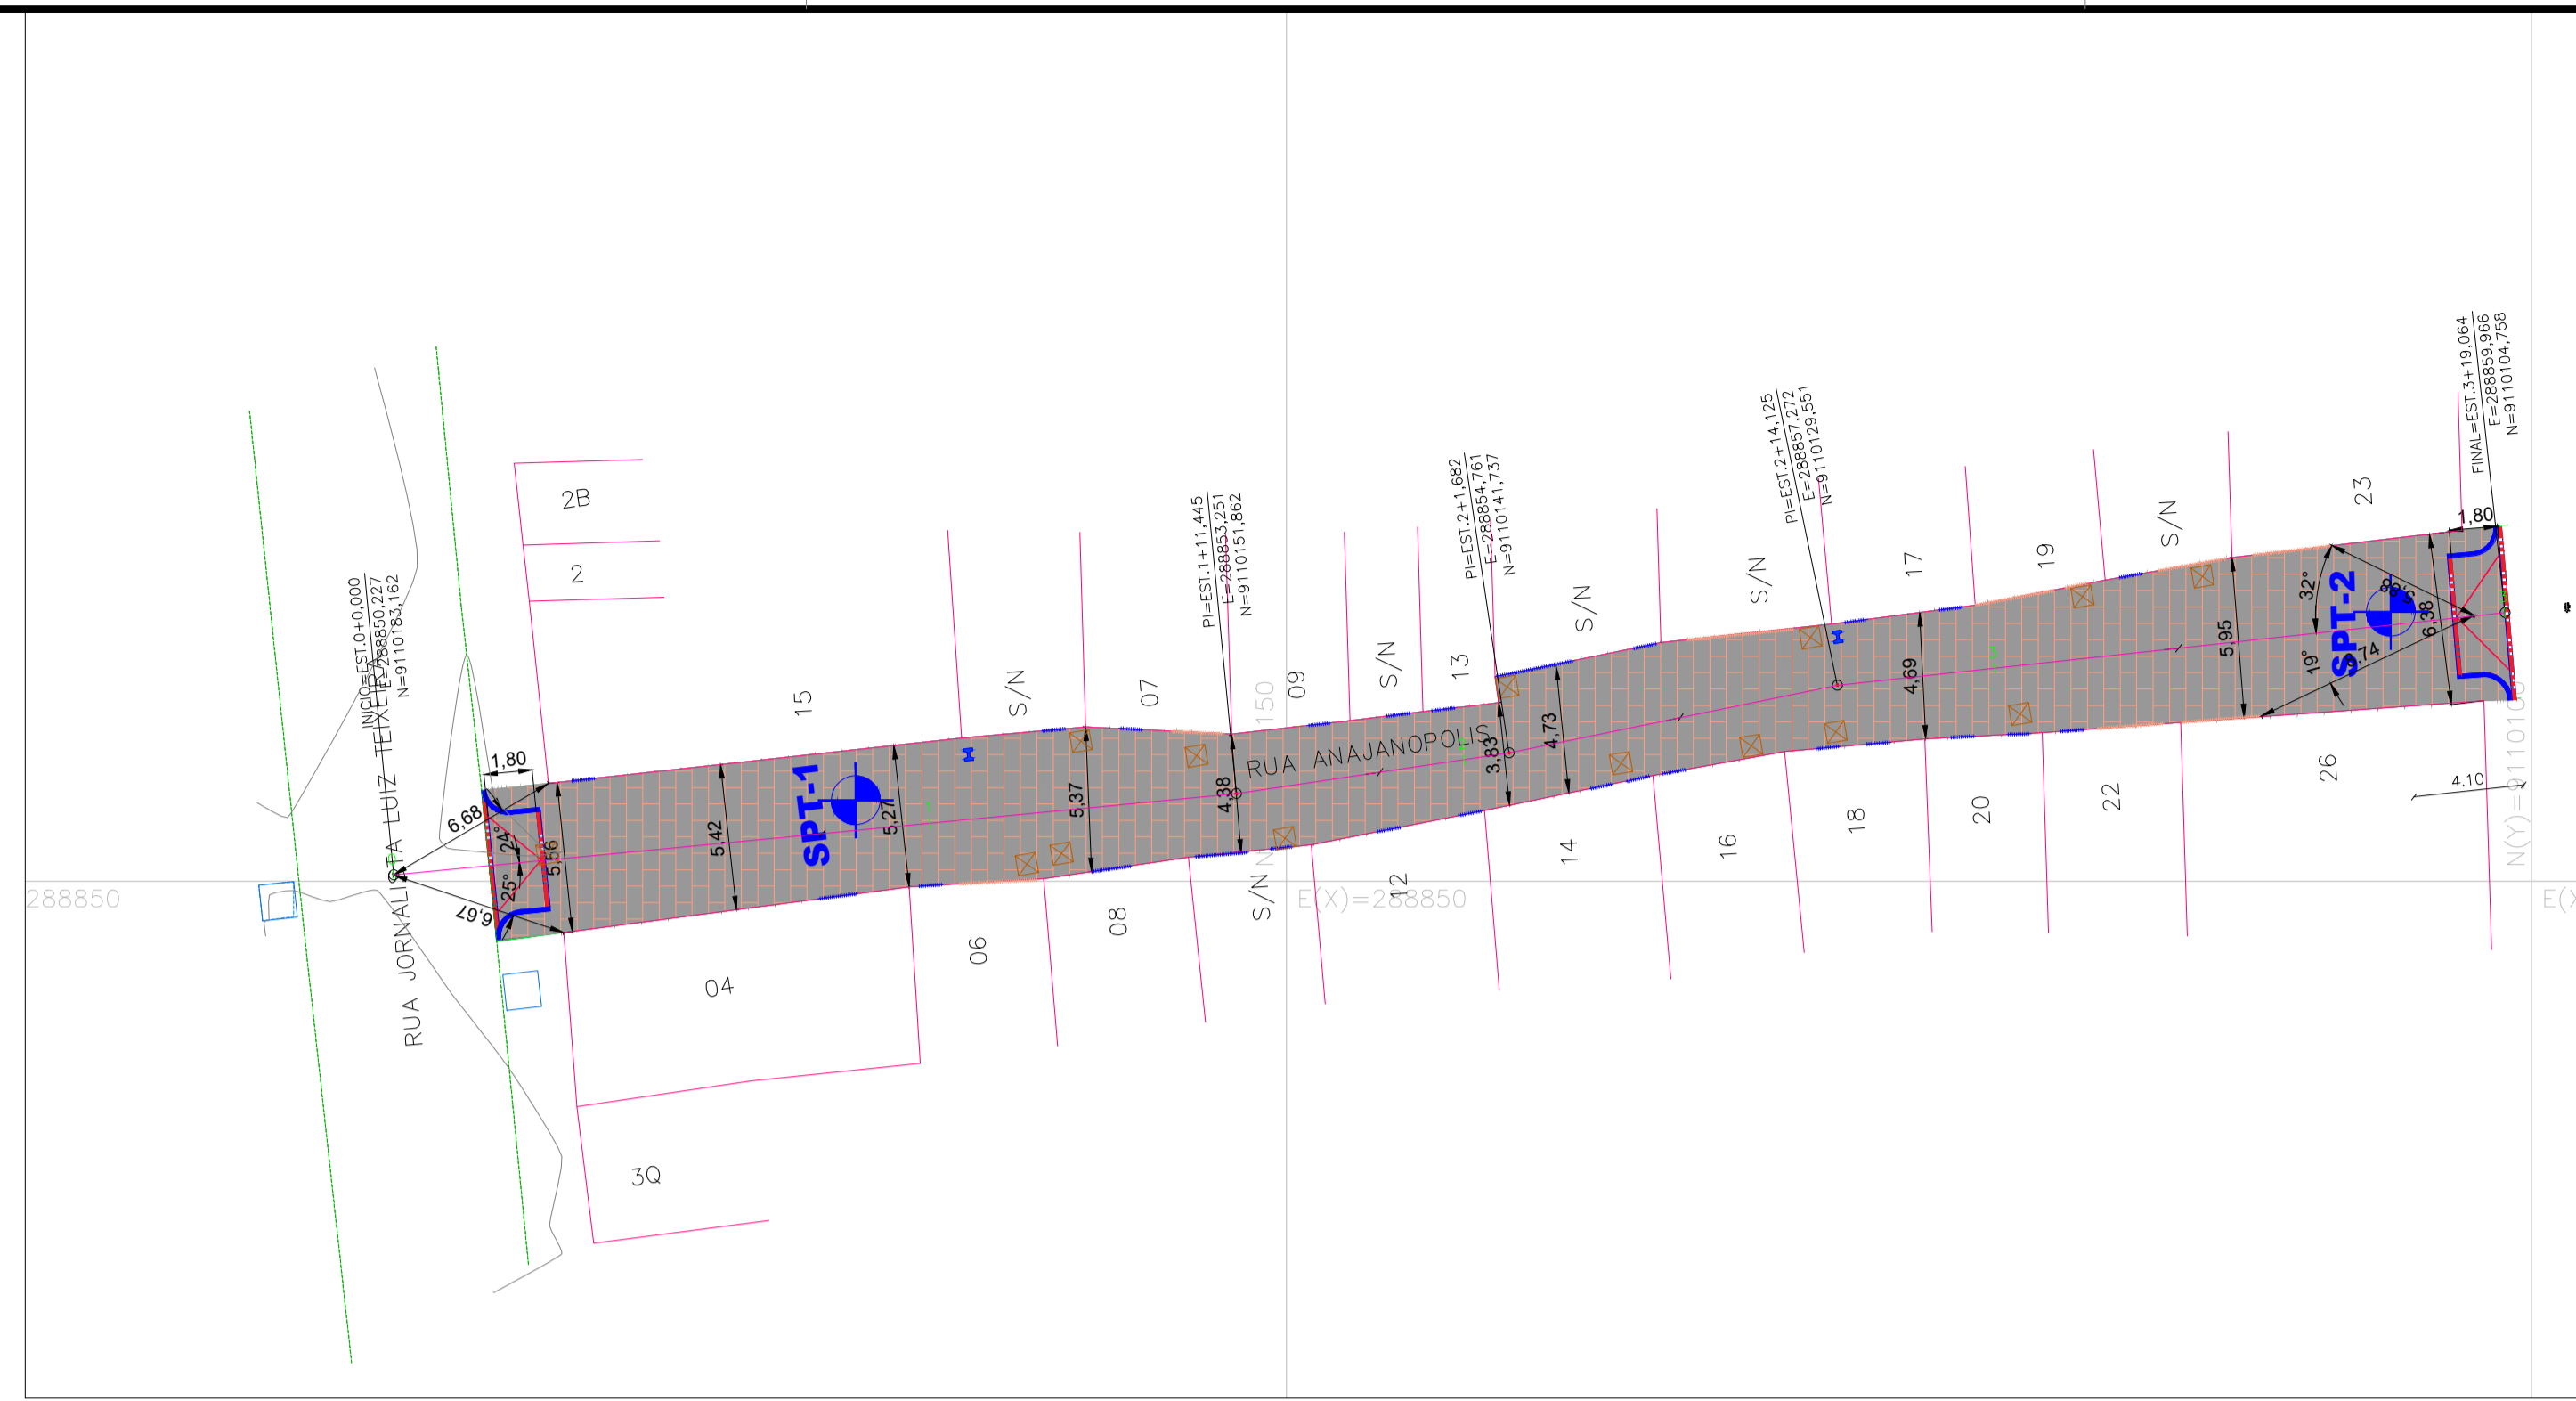 INICIO=EST.0+0,000
E=288850,227
N=9110183,162
RUA JORNALISTA LUIZ TEIXEIRA
288850
2B
2
1,80
6,68
24°
25°
6,67
5,56
15
5,42
SPT-1
5,27
04
3Q
S/N
06
07
5,37
08
PI=EST.1+11,445
E=288853,251
N=9110151,862
4,38
09
S/N
150
N
E(X)=288850
RUA ANAJANOPOLIS
S/N
13
12
PI=EST.2+1,682
E=288854,761
N=9110141,737
3,83
4,73
S/N
14
S/N
16
PI=EST.2+14,125
E=288857,272
N=9110129,551
17
4,69
18
19
20
S/N
22
5,95
23
32°
19°
SPT-2
9,74
6,38
1,80
26
4.10
FINAL=EST.3+19,064
E=288859,966
N=9110104,758
N(Y)=9110100
E(X